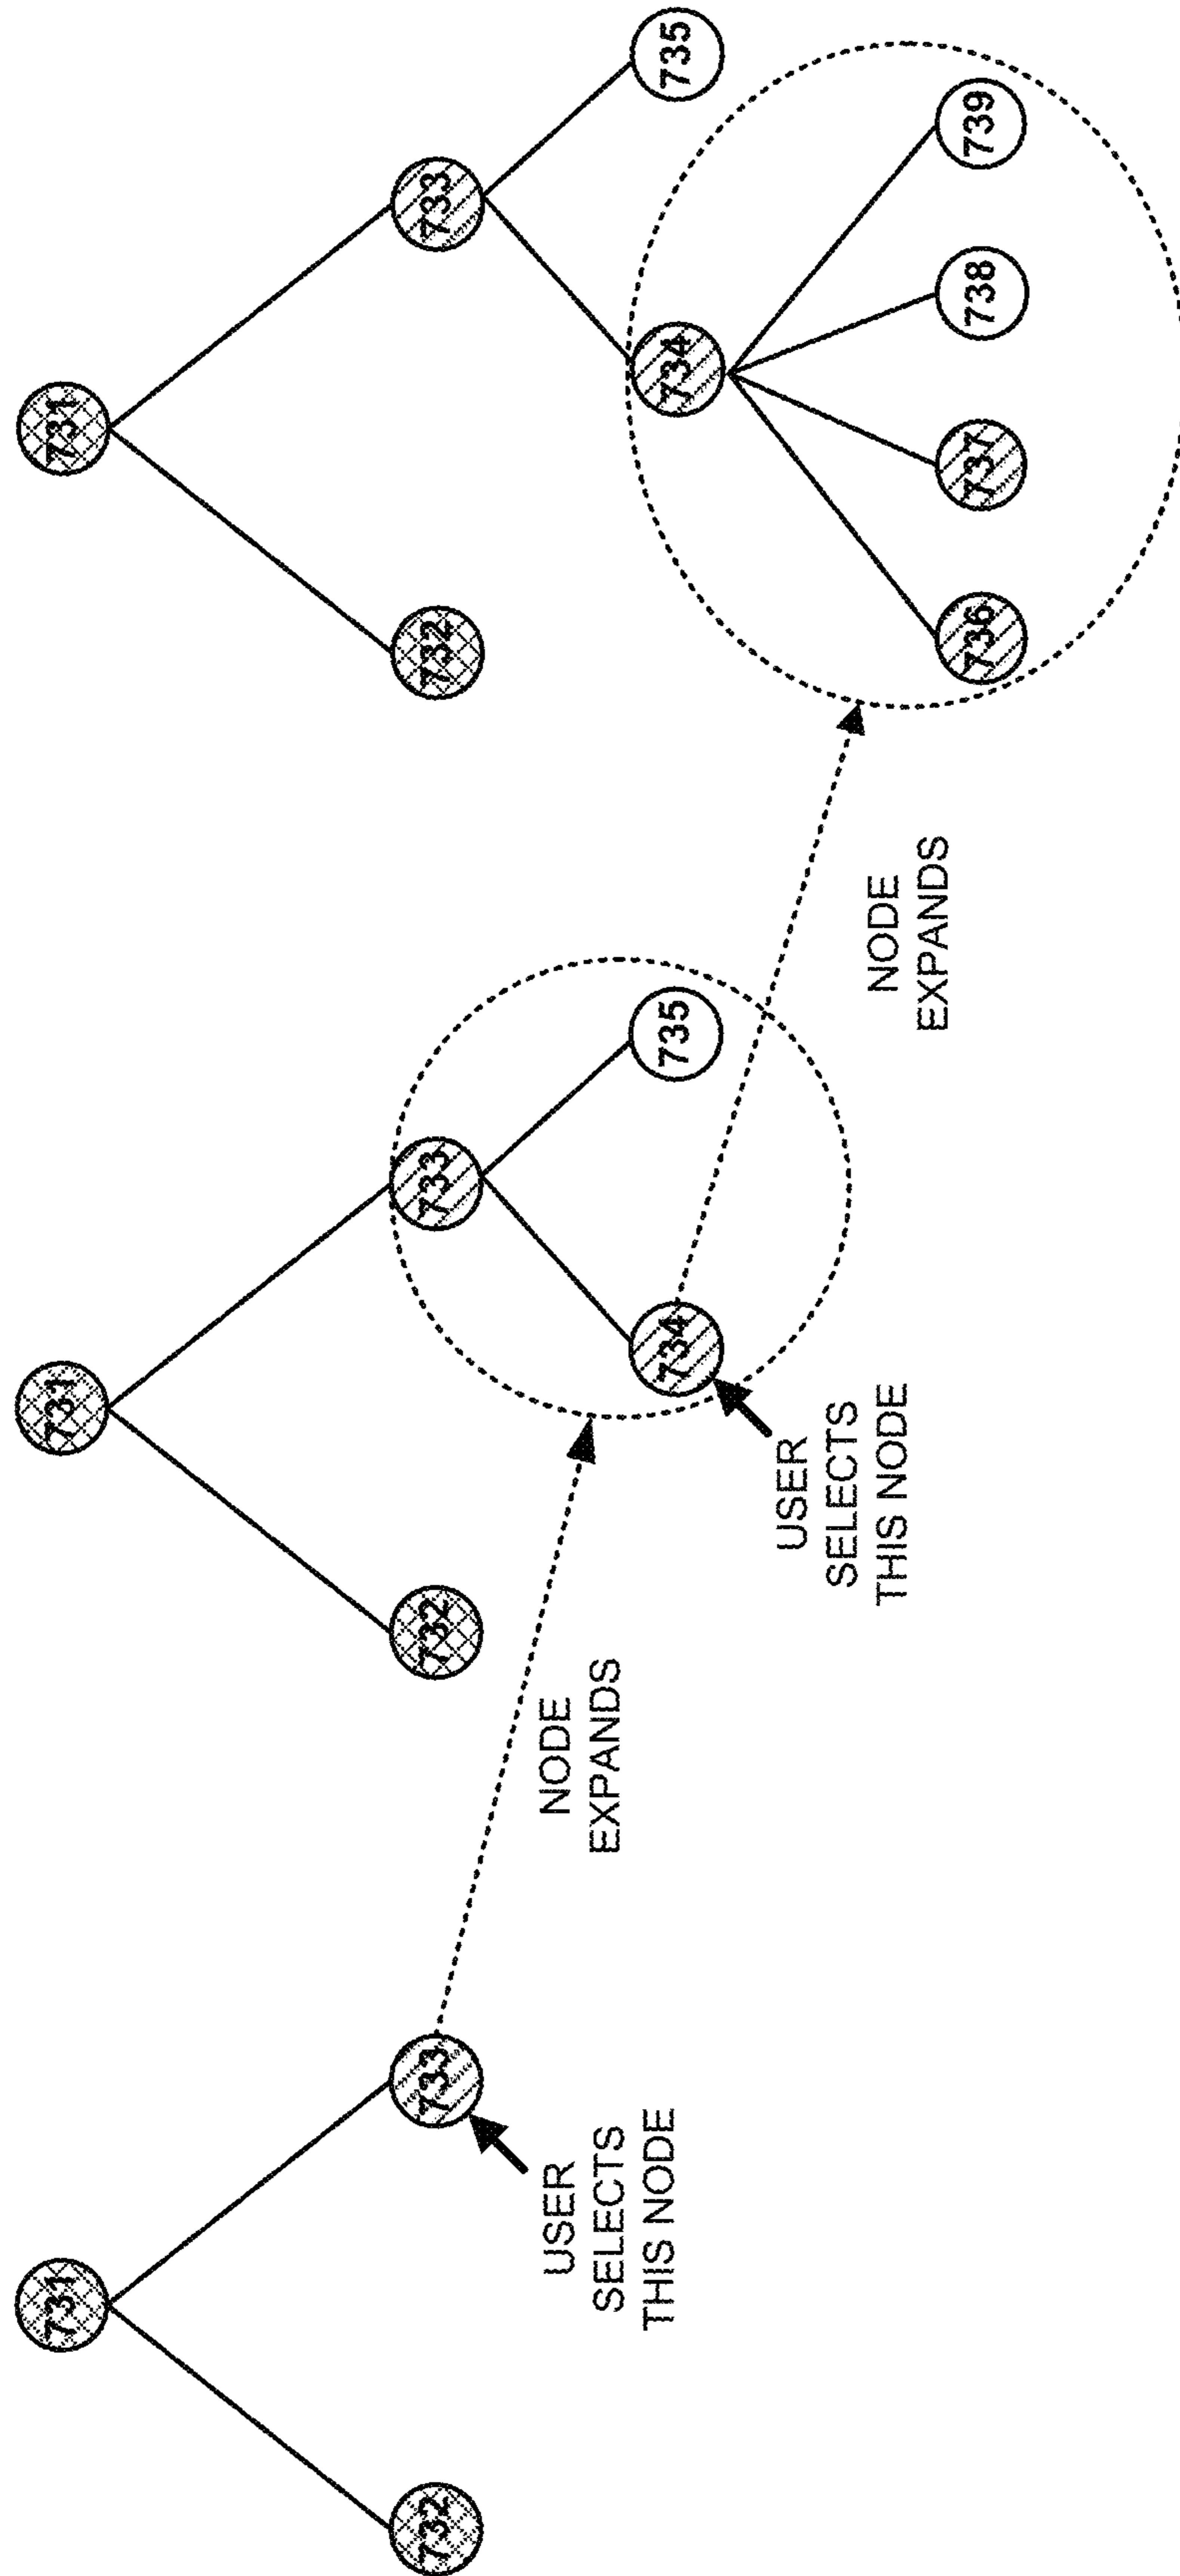 731
732
733
USER
SELECTS
THIS NODE
NODE
EXPANDS
731
732
733
734
735
USER
SELECTS
THIS NODE
NODE
EXPANDS
731
732
733
734
735
736
737
738
739